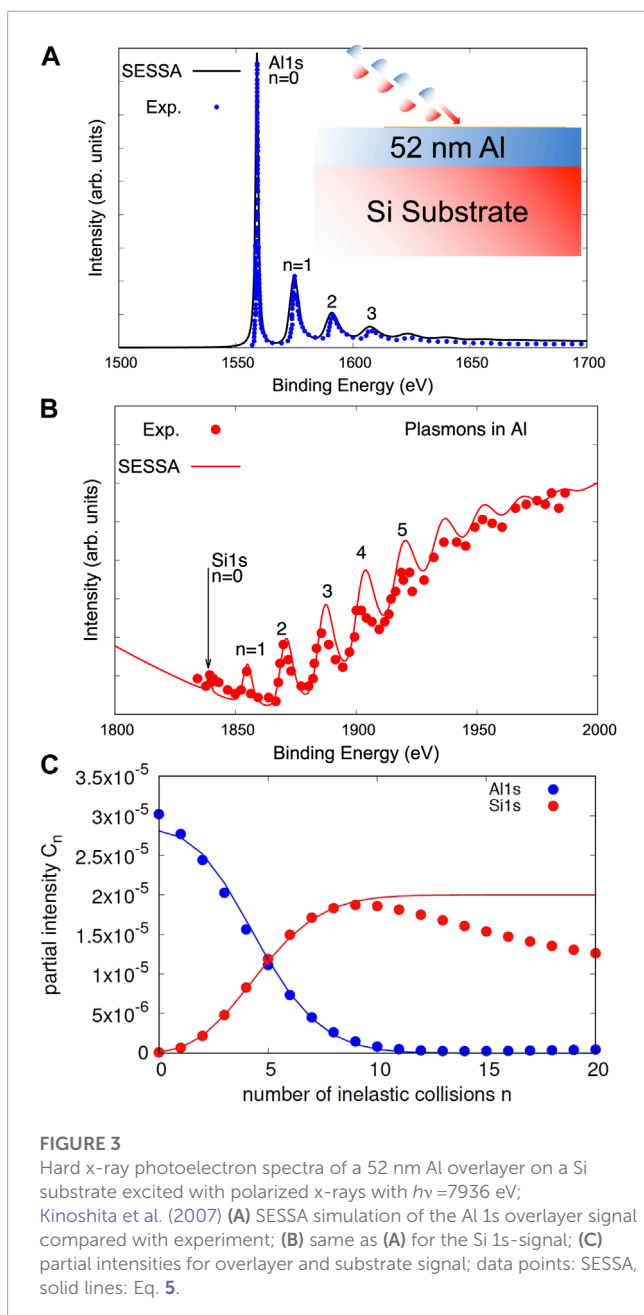 A
SESSA
Exp.
Al1s
n=0
n=1
2
3
52 nm Al
Si Substrate
Intensity (arb. units)
1500 1550 1600 1650 1700
Binding Energy (eV)
B
Exp.
SESSA
Plasmons in Al
Si1s
n=0
n=1
2
3
4
5
Intensity (arb. units)
1800 1850 1900 1950 2000
Binding Energy (eV)
C
3.5x10-5
3x10-5
2.5x10-5
2x10-5
1.5x10-5
1x10-5
5x10-6
0
partial intensity Cn
Al1s
Si1s
0 5 10 15 20
number of inelastic collisions n
FIGURE 3
Hard x-ray photoelectron spectra of a 52 nm Al overlayer on a Si
substrate excited with polarized x-rays with hν =7936 eV;
Kinoshita et al. (2007) (A) SESSA simulation of the Al 1s overlayer signal
compared with experiment; (B) same as (A) for the Si 1s-signal; (C)
partial intensities for overlayer and substrate signal; data points: SESSA,
solid lines: Eq. 5.